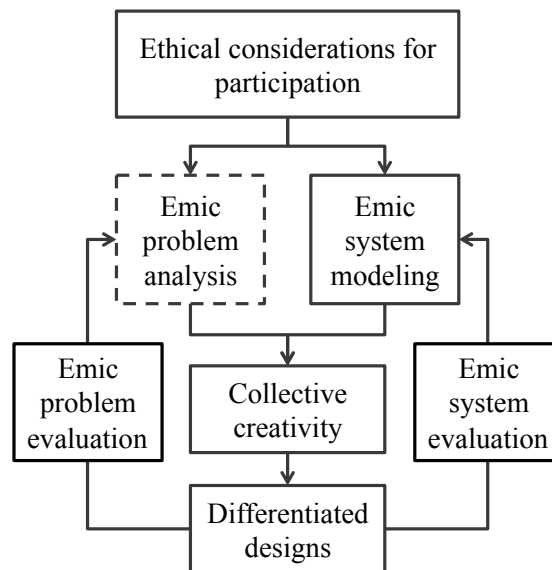 Ethical considerations for
participation
Emic
problem
analysis
Emic
system
modeling
Emic
problem
evaluation
Collective
creativity
Emic
system
evaluation
Differentiated
designs